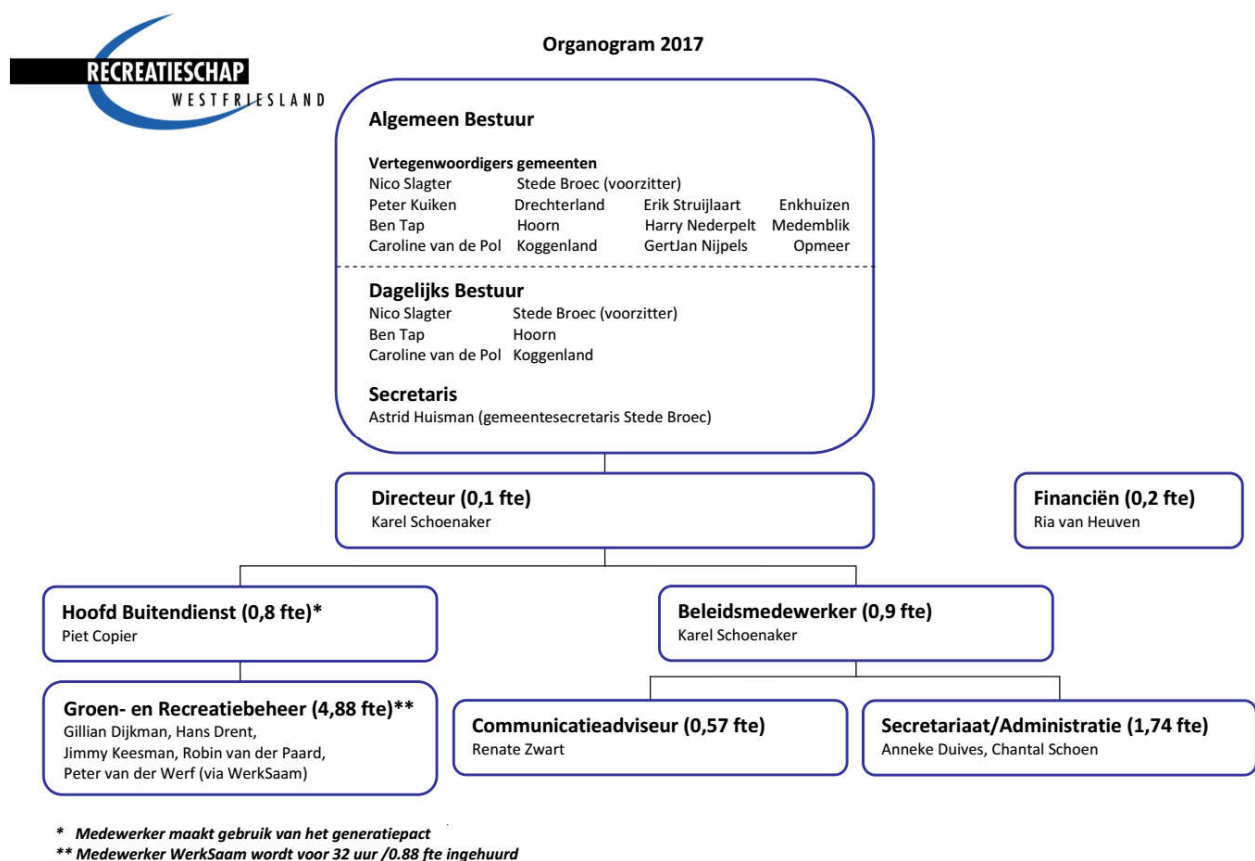 RECREATIESCHAP
WESTFRIESLAND
Organogram 2017
Algemeen Bestuur
Vertegenwoordigers gemeenten
Nico Slagter Stede Broec (voorzitter)
Peter Kuiken Drechterland Erik Struijlaart Enkhuizen
Ben Tap Hoorn Harry Nederpelt Medemblik
Caroline van de Pol Koggenland GertJan Nijpels Opmeer
Dagelijks Bestuur
Nico Slagter Stede Broec (voorzitter)
Ben Tap Hoorn
Caroline van de Pol Koggenland
Secretaris
Astrid Huisman (gemeentesecretaris Stede Broec)
Directeur (0,1 fte)
Karel Schoenaker
Financiën (0,2 fte)
Ria van Heuven
Hoofd Buitendienst (0,8 fte)*
Piet Copier
Beleidsmedewerker (0,9 fte)
Karel Schoenaker
Groen- en Recreatiebeheer (4,88 fte)**
Gillian Dijkman, Hans Drent,
Jimmy Keesman, Robin van der Paard,
Peter van der Werf (via WerkSaam)
Communicatieadviseur (0,57 fte)
Renate Zwart
Secretariaat/Administratie (1,74 fte)
Anneke Duives, Chantal Schoen
* Medewerker maakt gebruik van het generatiepact
** Medewerker WerkSaam wordt voor 32 uur /0.88 fte ingehuurd